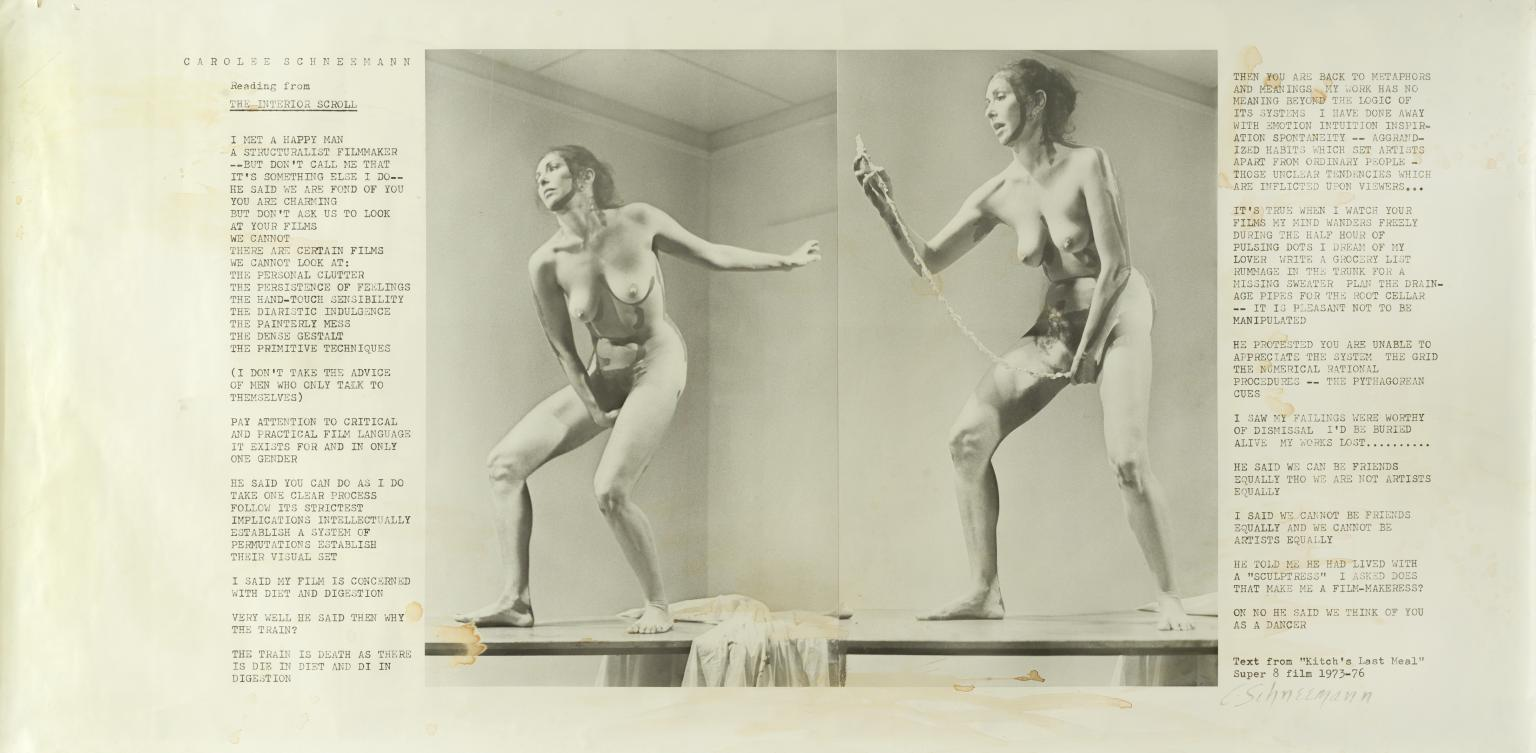 CAROLEE SCHNEEMANN
Reading from
THE INTERIOR SCROLL
I MET A HAPPY MAN
A STRUCTURALIST FILMMAKER
--BUT DON'T CALL ME THAT
IT'S SOMETHING ELSE I DO--
HE SAID WE ARE FOND OF YOU
YOU ARE CHARMING
BUT DON'T ASK US TO LOOK
AT YOUR FILMS
WE CANNOT
THERE ARE CERTAIN FILMS
WE CANNOT LOOK AT:
THE PERSONAL CLUTTER
THE PERSISTENCE OF FEELINGS
THE HAND-TOUCH SENSIBILITY
THE DIARISTIC INDULGENCE
THE PAINTERLY MESS
THE DENSE GESTALT
THE PRIMITIVE TECHNIQUES
(I DON'T TAKE THE ADVICE
OF MEN WHO ONLY TALK TO
THEMSELVES)
PAY ATTENTION TO CRITICAL
AND PRACTICAL FILM LANGUAGE
IT EXISTS FOR AND IN ONLY
ONE GENDER
HE SAID YOU CAN DO AS I DO
TAKE ONE CLEAR PROCESS
FOLLOW ITS STRICTEST
IMPLICATIONS INTELLECTUALLY
ESTABLISH A SYSTEM OF
PERMUTATIONS ESTABLISH
THEIR VISUAL SET
I SAID MY FILM IS CONCERNED
WITH DIET AND DIGESTION
VERY WELL HE SAID THEN WHY
THE TRAIN?
THE TRAIN IS DEATH AS THERE
IS DIE IN DIET AND DI IN
DIGESTION
THEN YOU ARE BACK TO METAPHORS
AND MEANINGS MY WORK HAS NO
MEANING BEYOND THE LOGIC OF
ITS SYSTEMS I HAVE DONE AWAY
WITH EMOTION INTUITION INSPIR-
ATION SPONTANEITY -- AGGRAND-
IZED HABITS WHICH SET ARTISTS
APART FROM ORDINARY PEOPLE -
THOSE UNCLEAR TENDENCIES WHICH
ARE INFLICTED UPON VIEWERS...
IT'S TRUE WHEN I WATCH YOUR
FILMS MY MIND WANDERS FREELY
DURING THE HALF HOUR OF
PULSING DOTS I DREAM OF MY
LOVER WRITE A GROCERY LIST
RUMMAGE IN THE TRUNK FOR A
MISSING SWEATER PLAN THE DRAIN-
AGE PIPES FOR THE ROOT CELLAR
-- IT IS PLEASANT NOT TO BE
MANIPULATED
HE PROTESTED YOU ARE UNABLE TO
APPRECIATE THE SYSTEM THE GRID
THE NUMERICAL RATIONAL
PROCEDURES -- THE PYTHAGOREAN
CUES
I SAW MY FAILINGS WERE WORTHY
OF DISMISSAL I'D BE BURIED
ALIVE MY WORKS LOST..........
HE SAID WE CAN BE FRIENDS
EQUALLY THO WE ARE NOT ARTISTS
EQUALLY
I SAID WE CANNOT BE FRIENDS
EQUALLY AND WE CANNOT BE
ARTISTS EQUALLY
HE TOLD ME HE HAD LIVED WITH
A "SCULPTRESS" I ASKED DOES
THAT MAKE ME A FILM-MAKERESS?
ON NO HE SAID WE THINK OF YOU
AS A DANCER
Text from "Kitch's Last Meal"
Super 8 film 1973-76
C. Schneemann